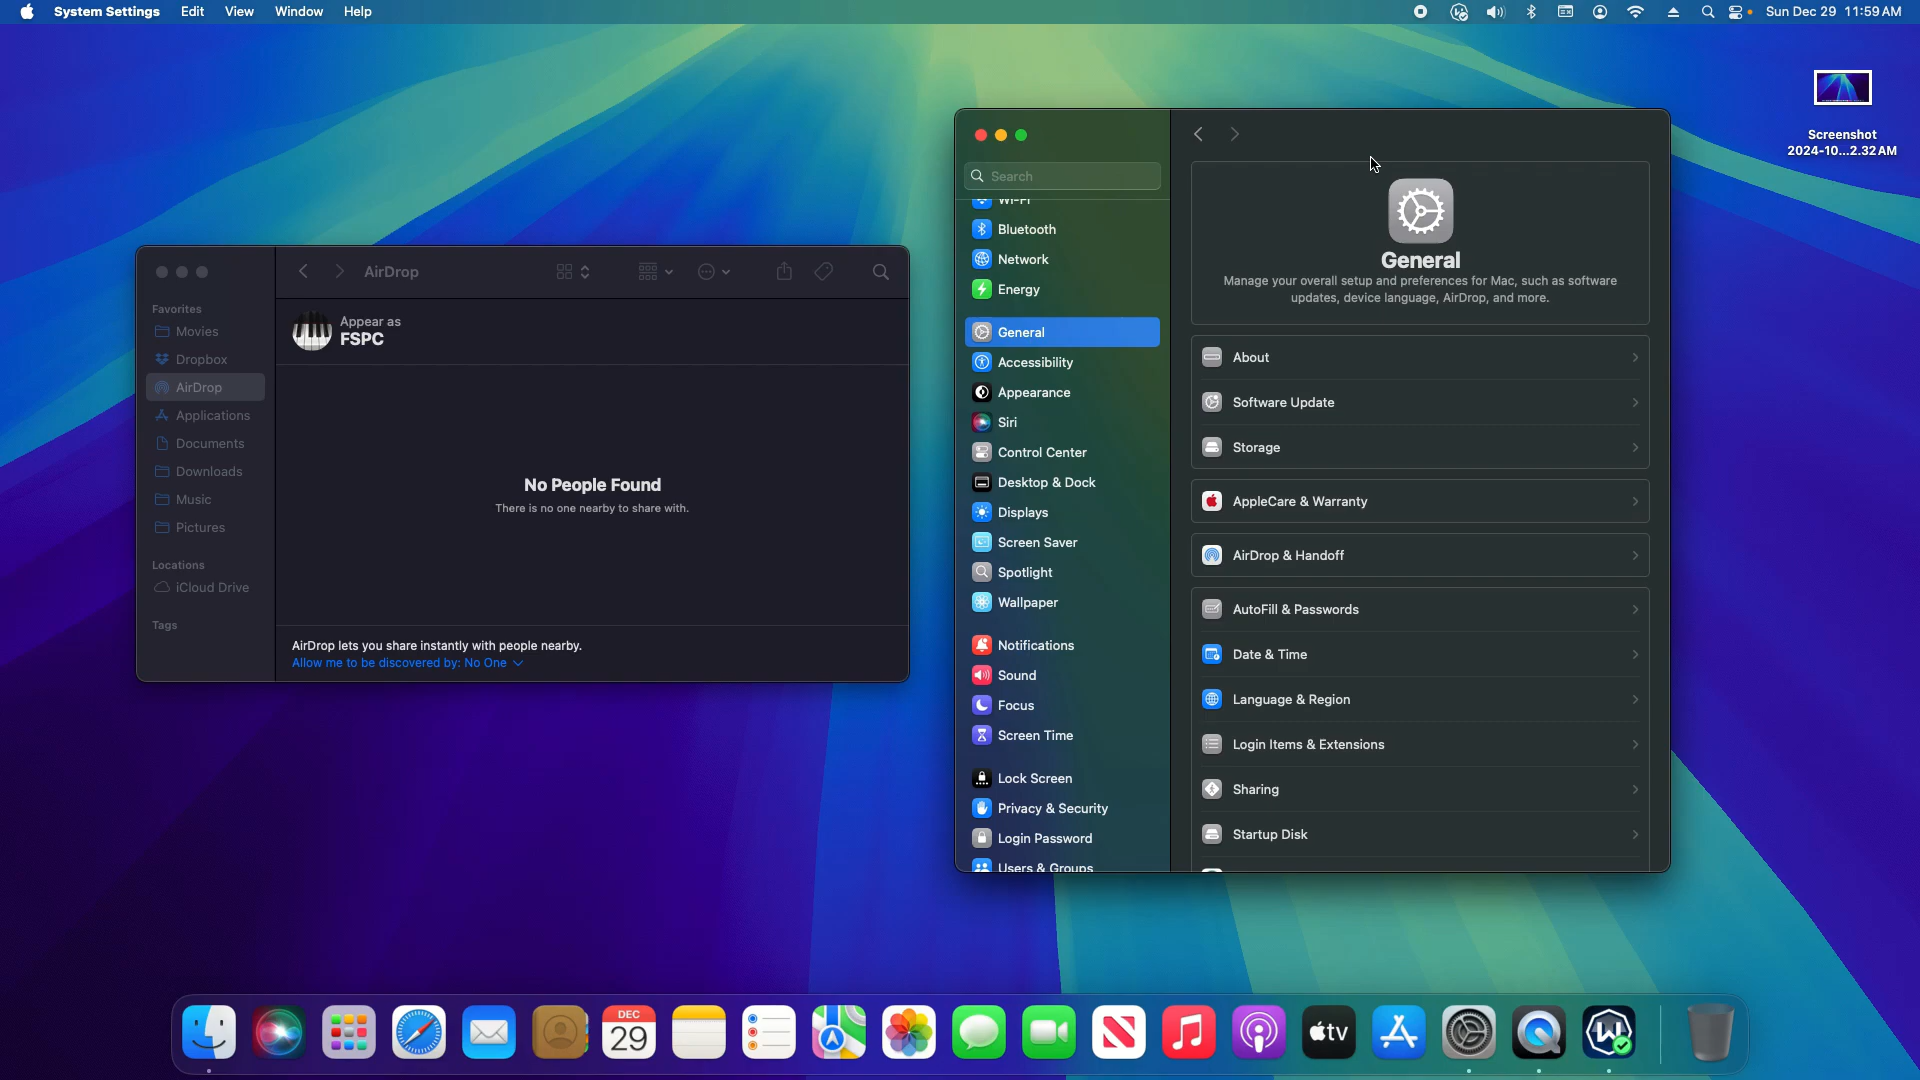 System Settings Edit View Window Help
Sun Dec 29 11:59 AM
Screenshot
2024-10...2.32 AM
AirDrop
Favorites
Movies
Dropbox
AirDrop
Applications
Documents
Downloads
Music
Pictures
Locations
iCloud Drive
Tags
Appear as
FSPC
No People Found
There is no one nearby to share with.
AirDrop lets you share instantly with people nearby.
Allow me to be discovered by: No One
Search
Wi-Fi
Bluetooth
Network
Energy
General
Accessibility
Appearance
Siri
Control Center
Desktop & Dock
Displays
Screen Saver
Spotlight
Wallpaper
Notifications
Sound
Focus
Screen Time
Lock Screen
Privacy & Security
Login Password
Users & Groups
General
Manage your overall setup and preferences for Mac, such as software
updates, device language, AirDrop, and more.
About
Software Update
Storage
AppleCare & Warranty
AirDrop & Handoff
AutoFill & Passwords
Date & Time
Language & Region
Login Items & Extensions
Sharing
Startup Disk
DEC
29
tv